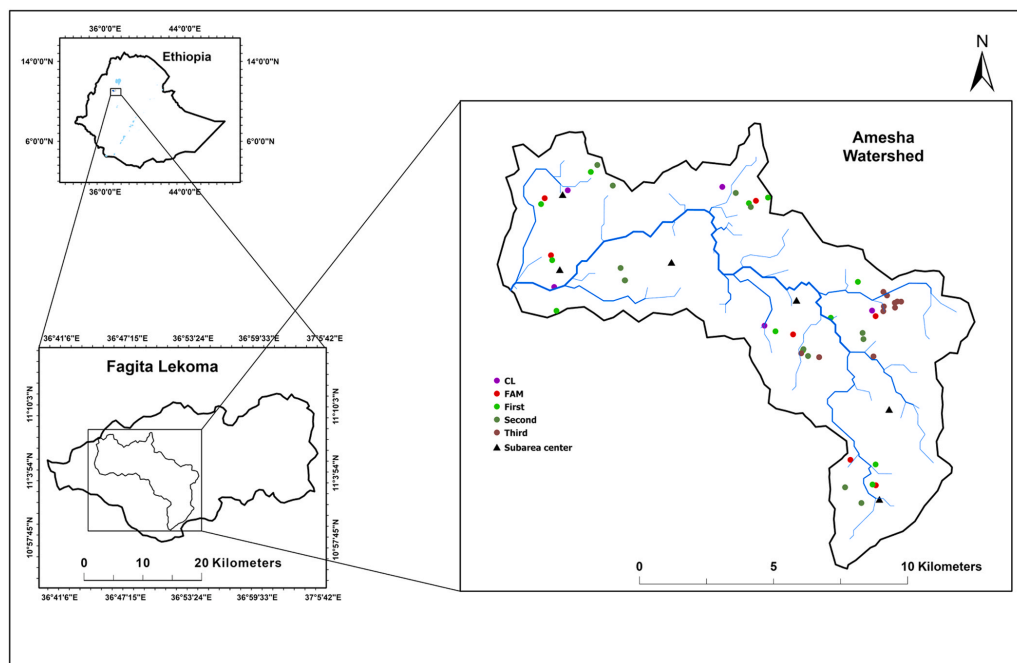 36°0'0"E 44°0'0"E
Ethiopia
14°0'0"N 14°0'0"N
6°0'0"N 6°0'0"N
36°0'0"E 44°0'0"E
N
Amesha
Watershed
36°41'6"E 36°47'15"E 36°53'24"E 36°59'33"E 37°5'42"E
Fagita Lekoma
11°10'3"N 11°10'3"N
11°3'54"N 11°3'54"N
10°57'45"N 10°57'45"N
0 10 20 Kilometers
36°41'6"E 36°47'15"E 36°53'24"E 36°59'33"E 37°5'42"E
CL
FAM
First
Second
Third
Subarea center
0 5 10 Kilometers